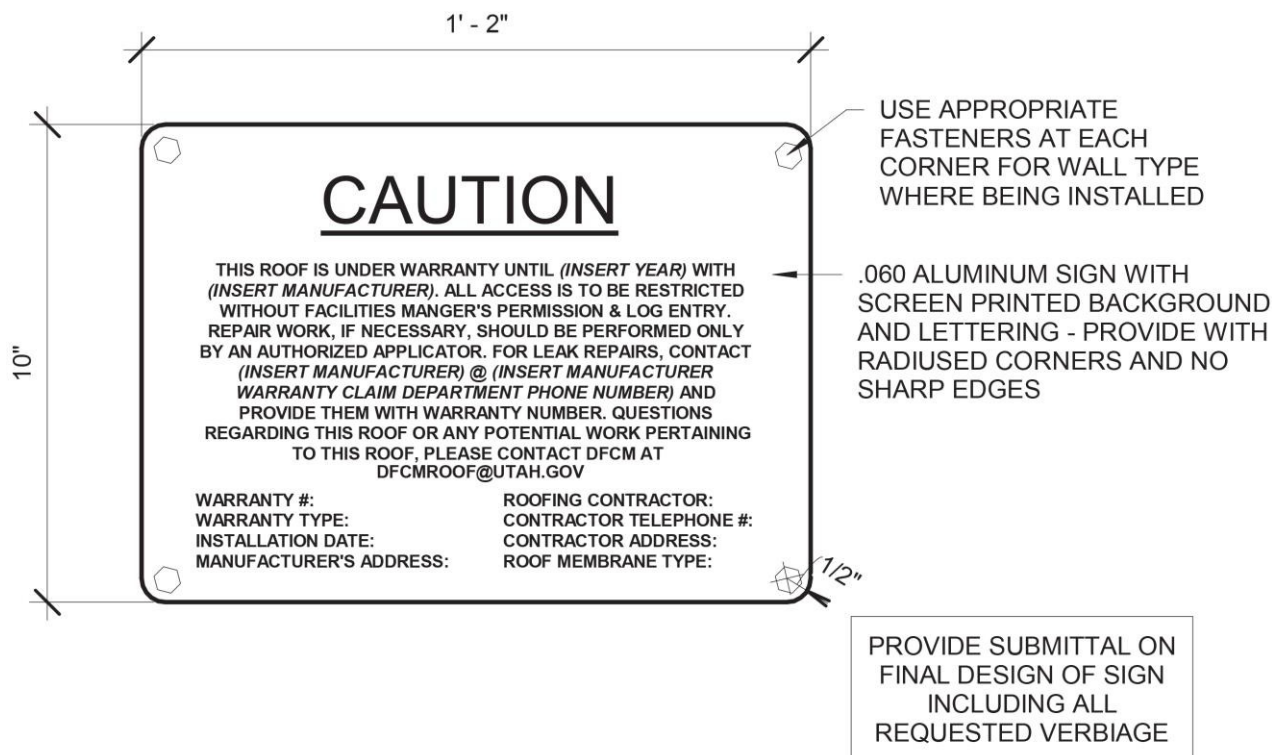 1' - 2"
10"
CAUTION
THIS ROOF IS UNDER WARRANTY UNTIL (INSERT YEAR) WITH
(INSERT MANUFACTURER). ALL ACCESS IS TO BE RESTRICTED
WITHOUT FACILITIES MANGER'S PERMISSION & LOG ENTRY.
REPAIR WORK, IF NECESSARY, SHOULD BE PERFORMED ONLY
BY AN AUTHORIZED APPLICATOR. FOR LEAK REPAIRS, CONTACT
(INSERT MANUFACTURER) @ (INSERT MANUFACTURER
WARRANTY CLAIM DEPARTMENT PHONE NUMBER) AND
PROVIDE THEM WITH WARRANTY NUMBER. QUESTIONS
REGARDING THIS ROOF OR ANY POTENTIAL WORK PERTAINING
TO THIS ROOF, PLEASE CONTACT DFCM AT
DFCMROOF@UTAH.GOV
WARRANTY #:
WARRANTY TYPE:
INSTALLATION DATE:
MANUFACTURER'S ADDRESS:
ROOFING CONTRACTOR:
CONTRACTOR TELEPHONE #:
CONTRACTOR ADDRESS:
ROOF MEMBRANE TYPE:
1/2"
USE APPROPRIATE
FASTENERS AT EACH
CORNER FOR WALL TYPE
WHERE BEING INSTALLED
.060 ALUMINUM SIGN WITH
SCREEN PRINTED BACKGROUND
AND LETTERING - PROVIDE WITH
RADIUSED CORNERS AND NO
SHARP EDGES
PROVIDE SUBMITTAL ON
FINAL DESIGN OF SIGN
INCLUDING ALL
REQUESTED VERBIAGE